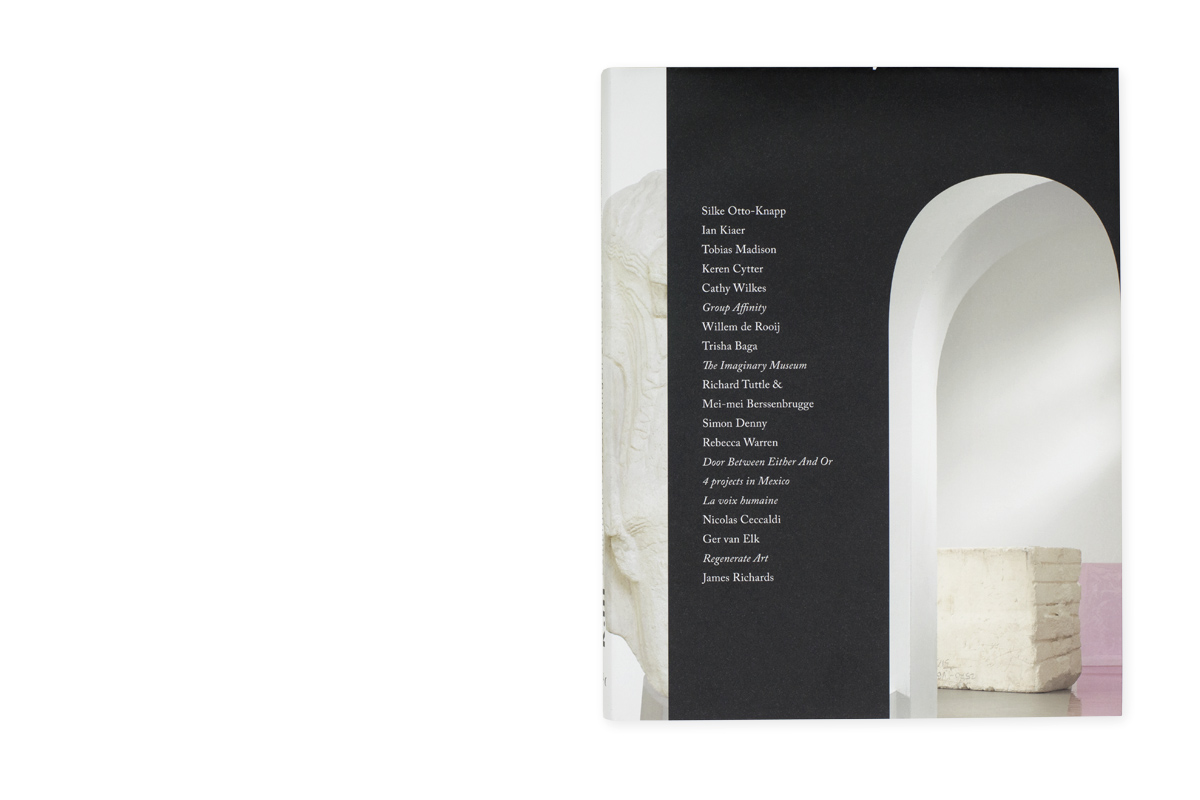 Silke Otto-Knapp
Ian Kiaer
Tobias Madison
Keren Cytter
Cathy Wilkes
Group Affinity
Willem de Rooij
Trisha Baga
The Imaginary Museum
Richard Tuttle &
Mei-mei Berssenbrugge
Simon Denny
Rebecca Warren
Door Between Either And Or
4 projects in Mexico
La voix humaine
Nicolas Ceccaldi
Ger van Elk
Regenerate Art
James Richards